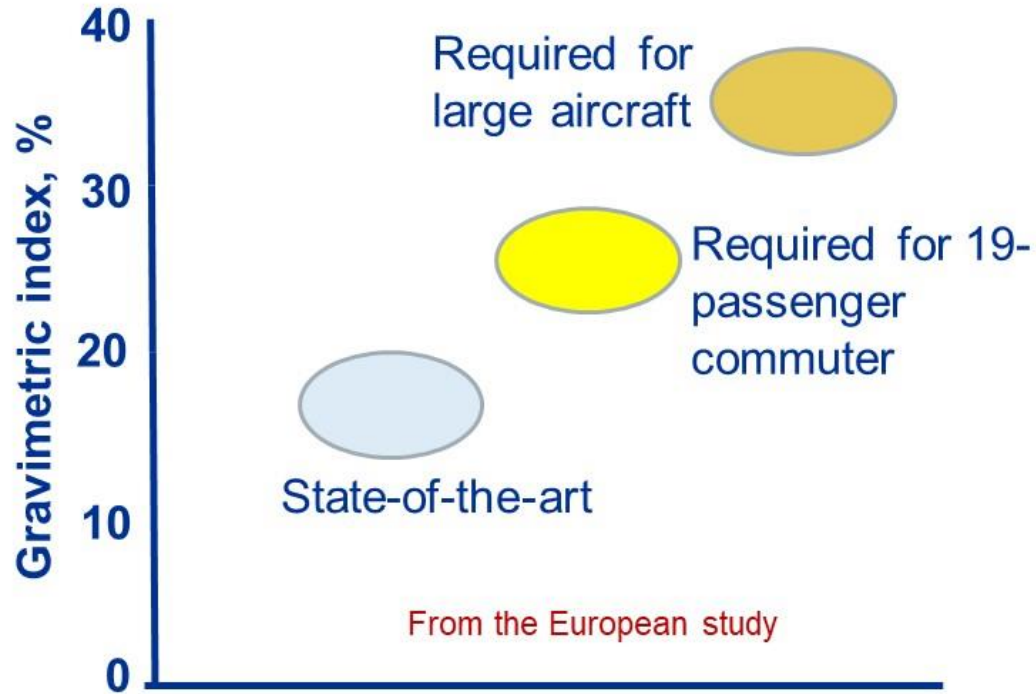 Gravimetric index, %
40
30
20
10
0
Required for
large aircraft
Required for 19-
passenger
commuter
State-of-the-art
From the European study